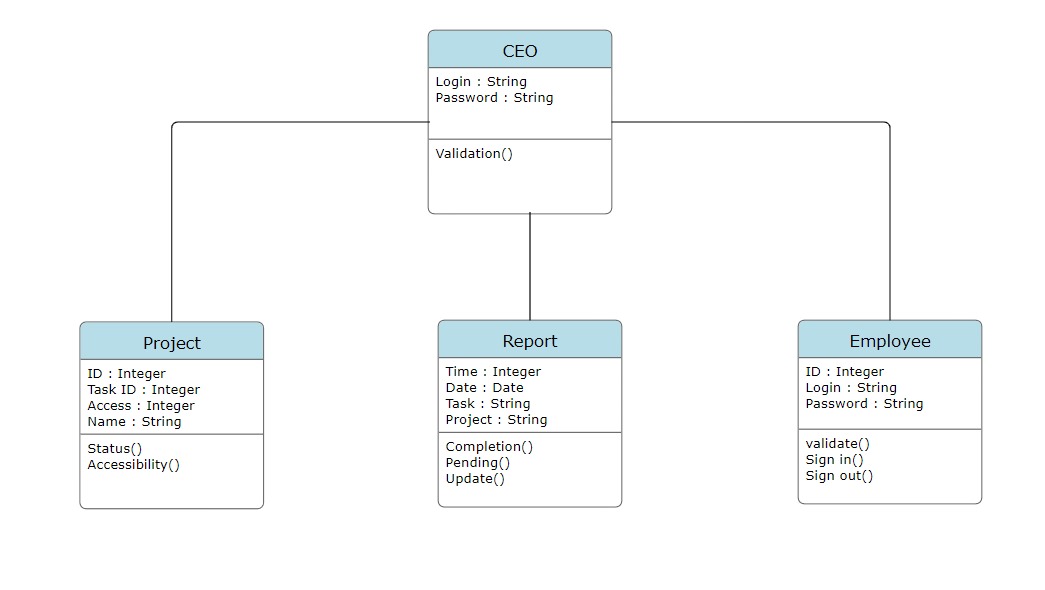 CEO
Login : String
Password : String
Validation()
Project
ID : Integer
Task ID : Integer
Access : Integer
Name : String
Status()
Accessibility()
Report
Time : Integer
Date : Date
Task : String
Project : String
Completion()
Pending()
Update()
Employee
ID : Integer
Login : String
Password : String
validate()
Sign in()
Sign out()